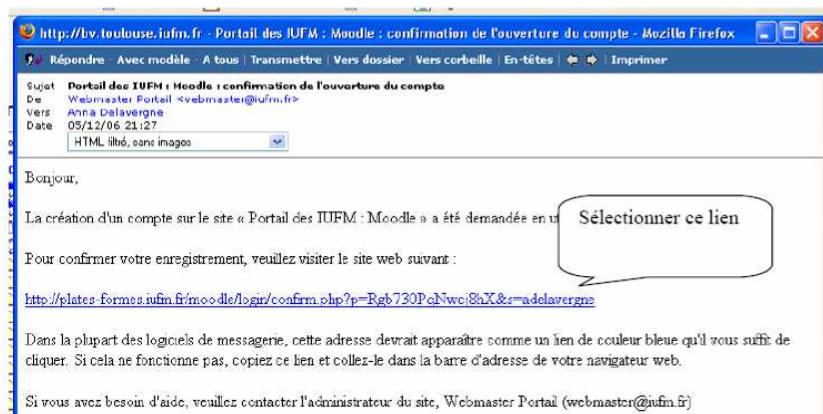 http://bv.toulouse.iufm.fr - Portail des IUFM : Moodle : confirmation de l'ouverture du compte - Mozilla Firefox
Répondre Avec modèle A tous Transmettre Vers dossier Vers corbeille En-têtes Imprimer
Sujet Portail des IUFM : Moodle : confirmation de l'ouverture du compte
De Webmaster Portail <webmaster@iufm.fr>
Vers Anna Delavergne
Date 05/12/06 21:27
HTML filtré, sans images
Bonjour,
La création d'un compte sur le site « Portail des IUFM : Moodle » a été demandée en
Sélectionner ce lien
Pour confirmer votre enregistrement, veuillez visiter le site web suivant :
http://plates-formes.iufm.fr/moodle/login/confirm.php?p=Rgb730PoNwcj8hX&s=adelavergne
Dans la plupart des logiciels de messagerie, cette adresse devrait apparaître comme un lien de couleur bleue qu'il vous suffit de
cliquer. Si cela ne fonctionne pas, copiez ce lien et collez-le dans la barre d'adresse de votre navigateur web.
Si vous avez besoin d'aide, veuillez contacter l'administrateur du site, Webmaster Portail (webmaster@iufm.fr)